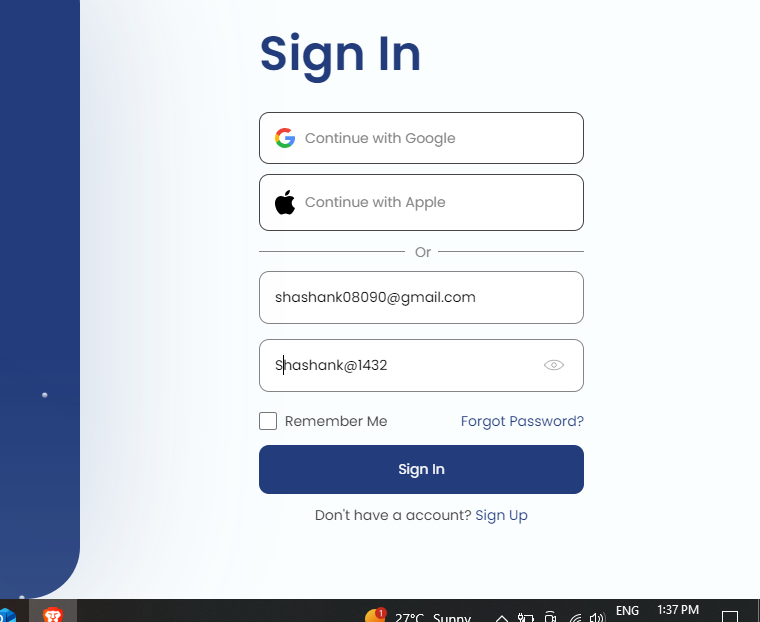 Sign In
Continue with Google
Continue with Apple
Or
shashank08090@gmail.com
Shashank@1432
Remember Me Forgot Password?
Sign In
Don't have a account? Sign Up
1 27°C Sunny ENG 1:37 PM